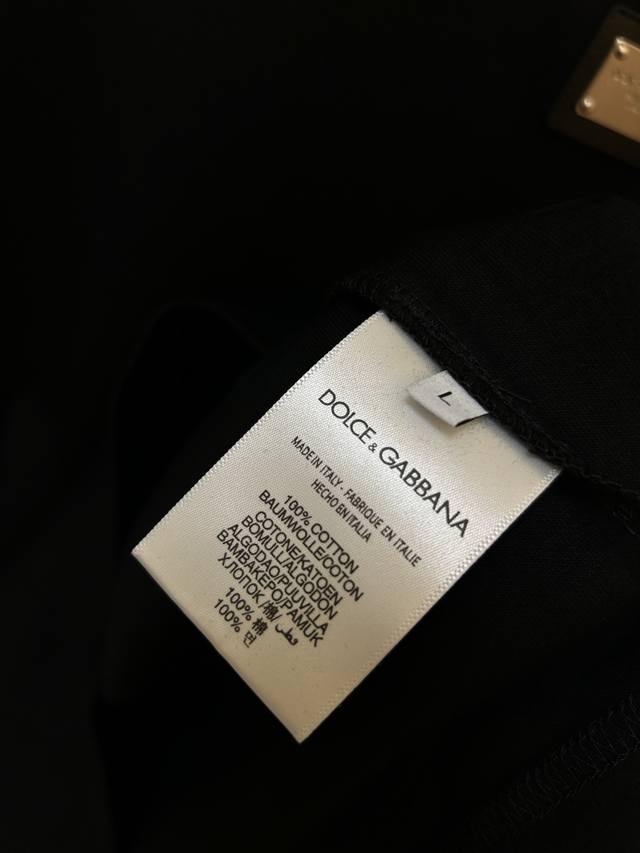 L
DOLCE & GABBANA
MADE IN ITALY - FABRIQUE EN ITALIE
HECHO EN ITALIA
100% COTTON
BAUMWOLLE/COTON
COTONE/KATOEN
BOMULL/ALGODON
ALGODAO/PUUVILLA
BAMBAKEPO/PAMUK
ХЛОПОК /棉/ قطن
100% 棉
100% 면